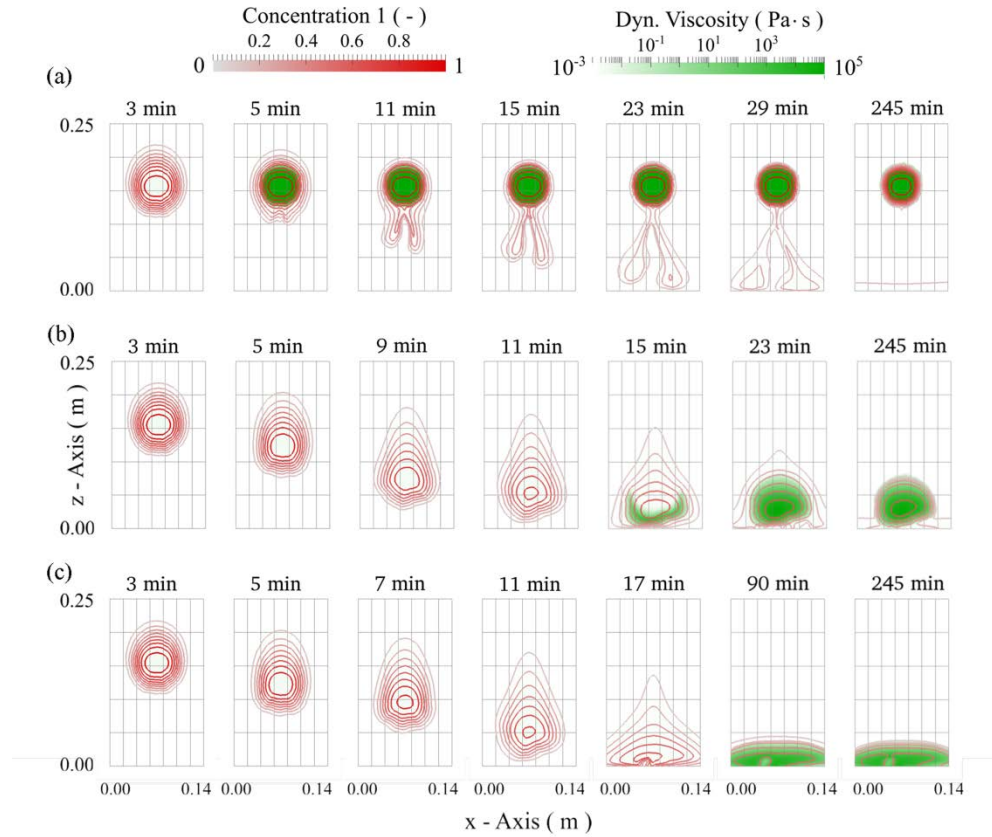 Concentration 1 ( - ) Dyn. Viscosity ( Pa· s )
0.2 0.4 0.6 0.8 10⁻¹ 10¹ 10³
0 1 10⁻³ 10⁵
(a)
3 min 5 min 11 min 15 min 23 min 29 min 245 min
0.25
0.00
(b)
3 min 5 min 9 min 11 min 15 min 23 min 245 min
0.25
z - Axis ( m )
0.00
(c)
3 min 5 min 7 min 11 min 17 min 90 min 245 min
0.25
0.00
0.00 0.14 0.00 0.14 0.00 0.14 0.00 0.14 0.00 0.14 0.00 0.14 0.00 0.14
x - Axis ( m )